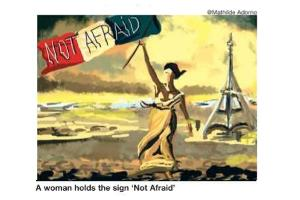 @Mathilde Adorno
NOT AFRAID
A woman holds the sign ‘Not Afraid’